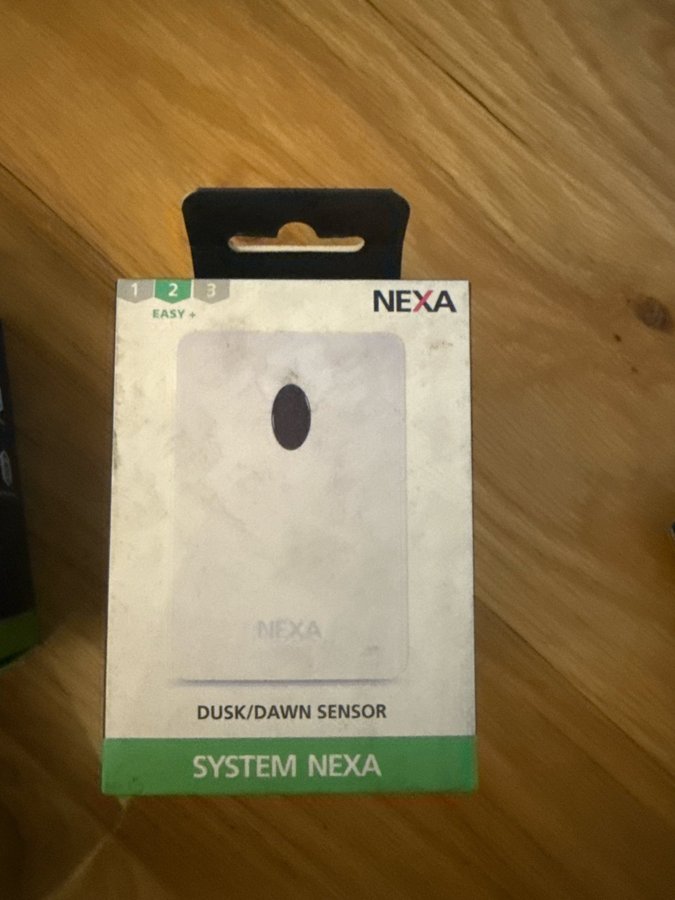 1 2 3
EASY +
NEXA
NEXA
DUSK/DAWN SENSOR
SYSTEM NEXA